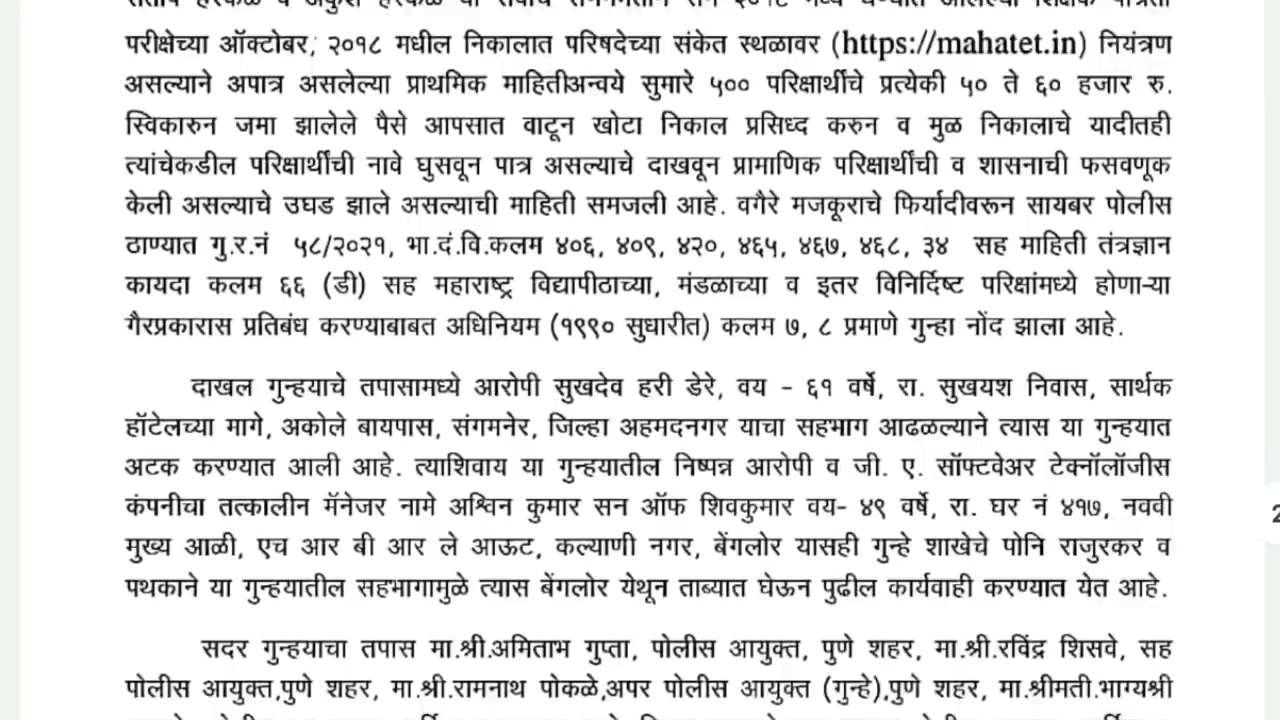 परीक्षेच्या ऑक्टोबर, २०१८ मधील निकालात परिषदेच्या संकेत स्थळावर (https://mahatet.in) नियंत्रण
असल्याने अपात्र असलेल्या प्राथमिक माहितीअन्वये सुमारे ५०० परिक्षार्थीचे प्रत्येकी ५० ते ६० हजार रु.
स्विकारुन जमा झालेले पैसे आपसात वाटून खोटा निकाल प्रसिध्द करुन व मुळ निकालाचे यादीतही
त्यांचेकडील परिक्षार्थींची नावे घुसवून पात्र असल्याचे दाखवून प्रामाणिक परिक्षार्थींची व शासनाची फसवणूक
केली असल्याचे उघड झाले असल्याची माहिती समजली आहे. वगैरे मजकूराचे फिर्यादीवरून सायबर पोलीस
ठाण्यात गु.र.नं ५८/२०२१, भा.दं.वि.कलम ४०६, ४०९, ४२०, ४६५, ४६७, ४६८, ३४ सह माहिती तंत्रज्ञान
कायदा कलम ६६ (डी) सह महाराष्ट्र विद्यापीठाच्या, मंडळाच्या व इतर विनिर्दिष्ट परिक्षांमध्ये होणाऱ्या
गैरप्रकारास प्रतिबंध करण्याबाबत अधिनियम (१९९० सुधारीत) कलम ७, ८ प्रमाणे गुन्हा नोंद झाला आहे.
दाखल गुन्हयाचे तपासामध्ये आरोपी सुखदेव हरी डेरे, वय - ६१ वर्षे, रा. सुखयश निवास, सार्थक
हॉटेलच्या मागे, अकोले बायपास, संगमनेर, जिल्हा अहमदनगर याचा सहभाग आढळल्याने त्यास या गुन्हयात
अटक करण्यात आली आहे. त्याशिवाय या गुन्हयातील निष्पन्न आरोपी व जी. ए. सॉफ्टवेअर टेक्नॉलॉजीस
कंपनीचा तत्कालीन मॅनेजर नामे अश्विन कुमार सन ऑफ शिवकुमार वय- ४९ वर्षे, रा. घर नं ४१७, नववी
मुख्य आळी, एच आर बी आर ले आऊट, कल्याणी नगर, बेंगलोर यासही गुन्हे शाखेचे पोनि राजुरकर व
पथकाने या गुन्हयातील सहभागामुळे त्यास बेंगलोर येथून ताब्यात घेऊन पुढील कार्यवाही करण्यात येत आहे.
सदर गुन्हयाचा तपास मा.श्री.अमिताभ गुप्ता, पोलीस आयुक्त, पुणे शहर, मा.श्री.रविंद्र शिसवे, सह
पोलीस आयुक्त,पुणे शहर, मा.श्री.रामनाथ पोकळे,अपर पोलीस आयुक्त (गुन्हे),पुणे शहर, मा.श्रीमती.भाग्यश्री